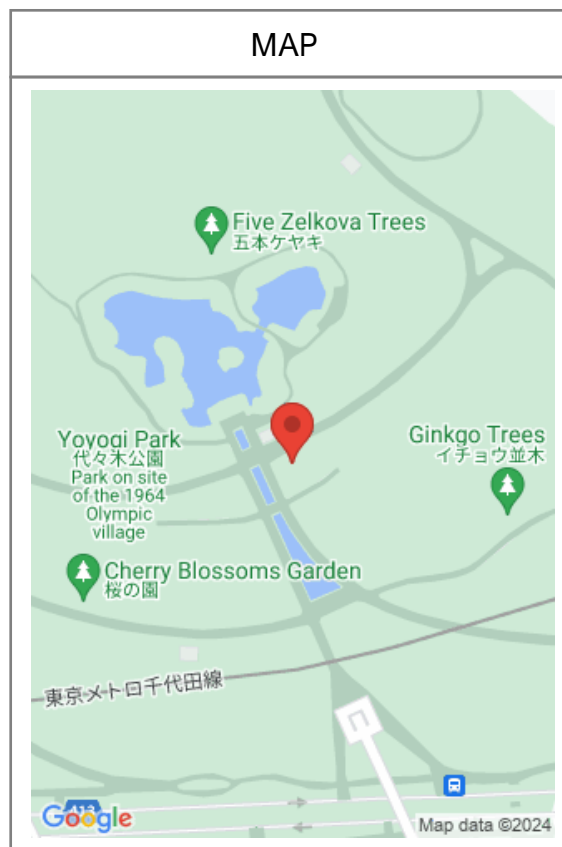 MAP
Five Zelkova Trees
五本ケヤキ
Yoyogi Park
代々木公園
Park on site
of the 1964
Olympic
village
Ginkgo Trees
イチョウ並木
Cherry Blossoms Garden
桜の園
東京メトロ千代田線
413
Google
Map data ©2024